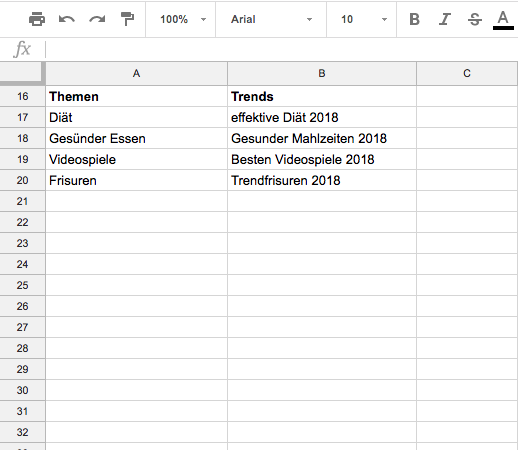 100% Arial 10 B I S A
fx
A B C
16 Themen Trends
17 Diät effektive Diät 2018
18 Gesünder Essen Gesunder Mahlzeiten 2018
19 Videospiele Besten Videospiele 2018
20 Frisuren Trendfrisuren 2018
21
22
23
24
25
26
27
28
29
30
31
32